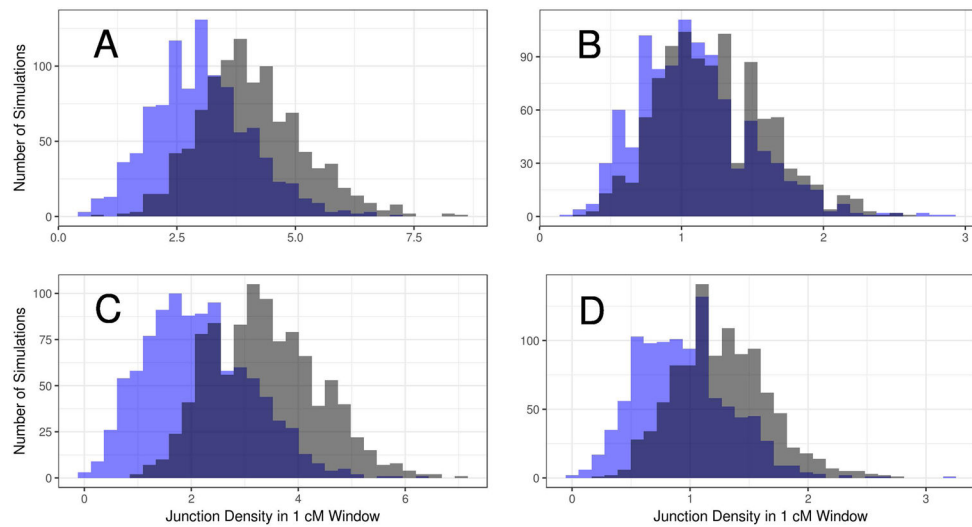 A
B
Number of Simulations
100
50
0
0.0 2.5 5.0 7.5
90
60
30
0
0 1 2 3
C
D
Number of Simulations
100
75
50
25
0
0 2 4 6
Junction Density in 1 cM Window
100
50
0
0 1 2 3
Junction Density in 1 cM Window